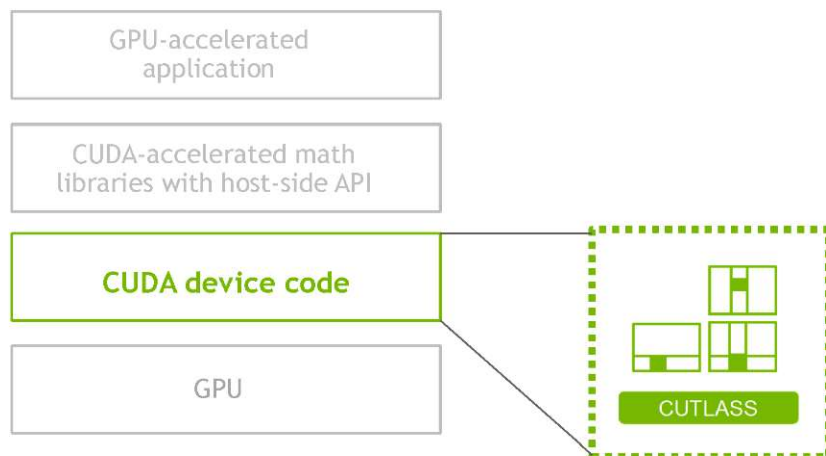 GPU-accelerated
application
CUDA-accelerated math
libraries with host-side API
CUDA device code
GPU
CUTLASS